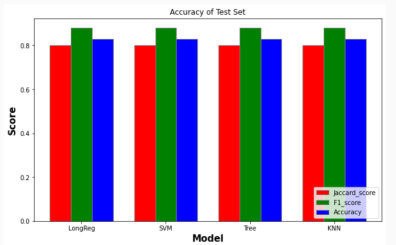 Accuracy of Test Set
Score
0.8
0.6
0.4
0.2
0.0
LongReg
SVM
Tree
KNN
Model
Jaccard_score
F1_score
Accuracy